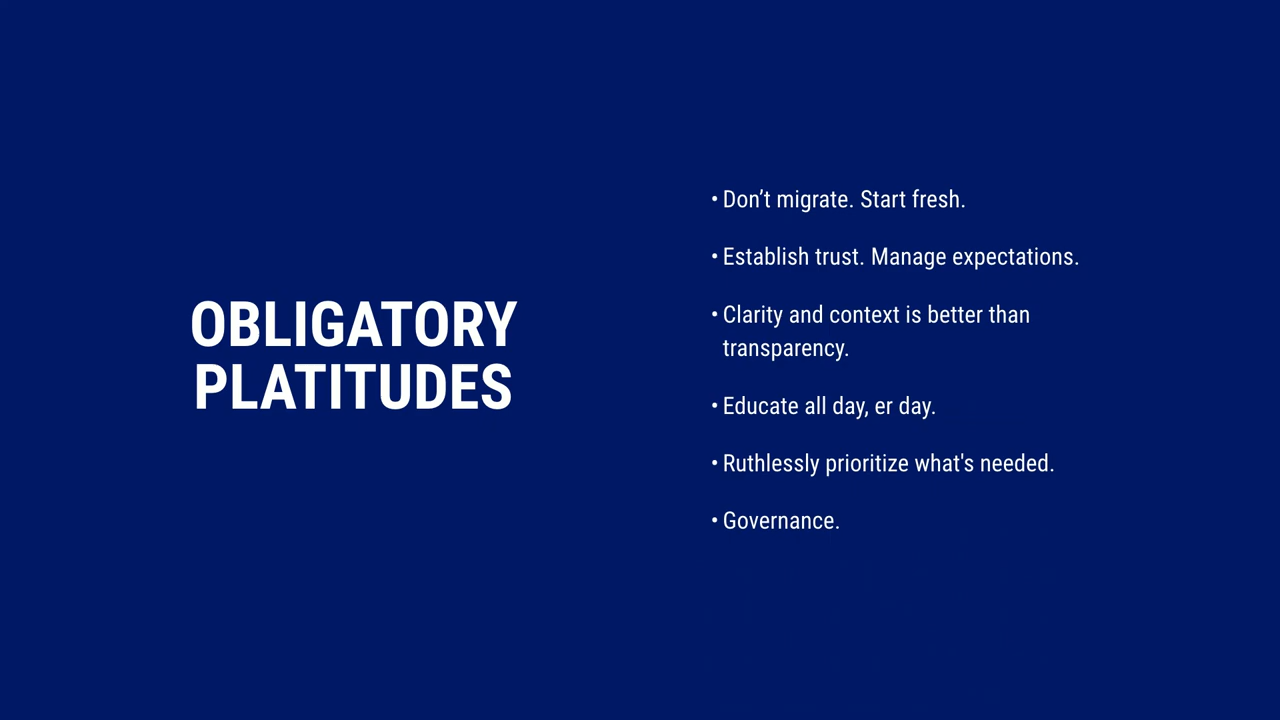 OBLIGATORY
PLATITUDES
• Don’t migrate. Start fresh.
• Establish trust. Manage expectations.
• Clarity and context is better than
transparency.
• Educate all day, er day.
• Ruthlessly prioritize what's needed.
• Governance.